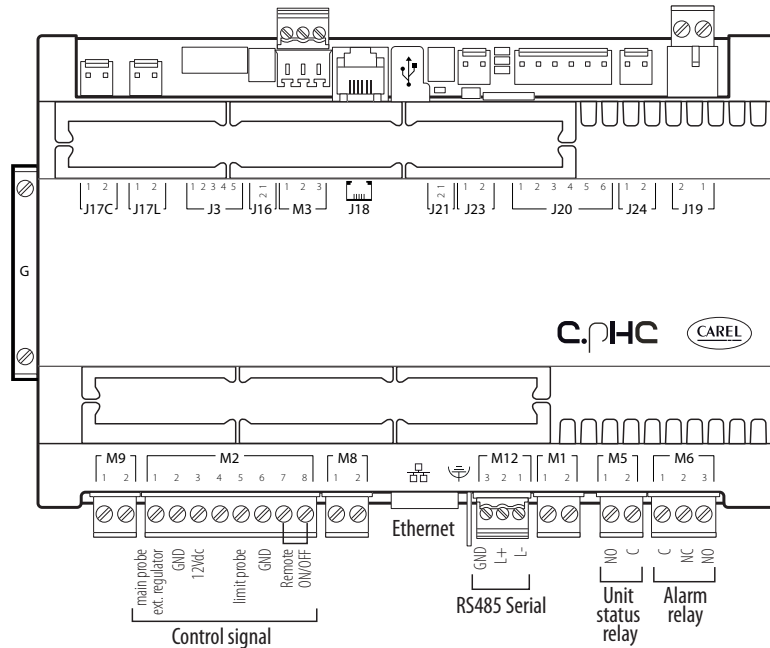 1 2 1 2 1 2 3 4 5 2 1 1 2 3 2 1 1 2 1 2 3 4 5 6 1 2 2 1
J17C J17L J3 J16 M3 J18 J21 J23 J20 J24 J19
G
C.pHC CAREL
M9 M2 M8 M12 M1 M5 M6
1 2 1 2 3 4 5 6 7 8 1 2 3 2 1 1 2 1 2 1 2 3
Ethernet
main probe
ext. regulator
GND
12Vdc
limit probe
GND
Remote
ON/OFF
GND
L+
L-
NO
C
C
NC
NO
Control signal
RS485 Serial
Unit
status
relay
Alarm
relay